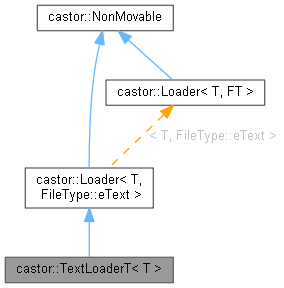 castor::NonMovable
castor::Loader< T, FT >
< T, FileType::eText >
castor::Loader< T,
FileType::eText >
castor::TextLoaderT< T >